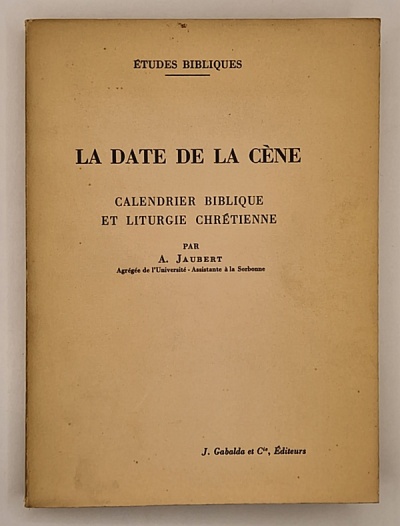 ÉTUDES BIBLIQUES
LA DATE DE LA CÈNE
CALENDRIER BIBLIQUE
ET LITURGIE CHRÉTIENNE
PAR
A. JAUBERT
Agrégée de l'Université - Assistante à la Sorbonne
J. Gabalda et Cie, Éditeurs